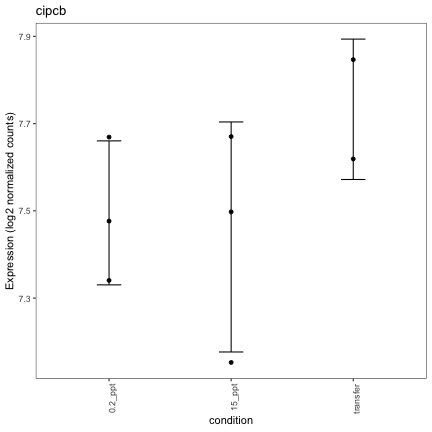 cipcb
Expression (log2 normalized counts)
7.9
7.7
7.5
7.3
0.2_ppt
15_ppt
transfer
condition